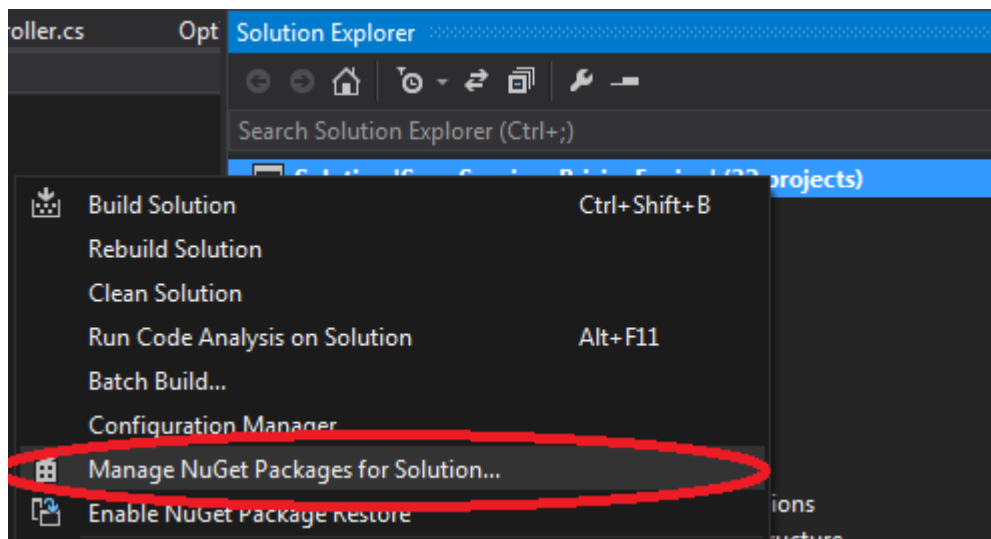 roller.cs Opt Solution Explorer
Search Solution Explorer (Ctrl+;)
projects)
Build Solution Ctrl+Shift+B
Rebuild Solution
Clean Solution
Run Code Analysis on Solution Alt+F11
Batch Build...
Configuration Manager
Manage NuGet Packages for Solution...
Enable NuGet Package Restore
ions